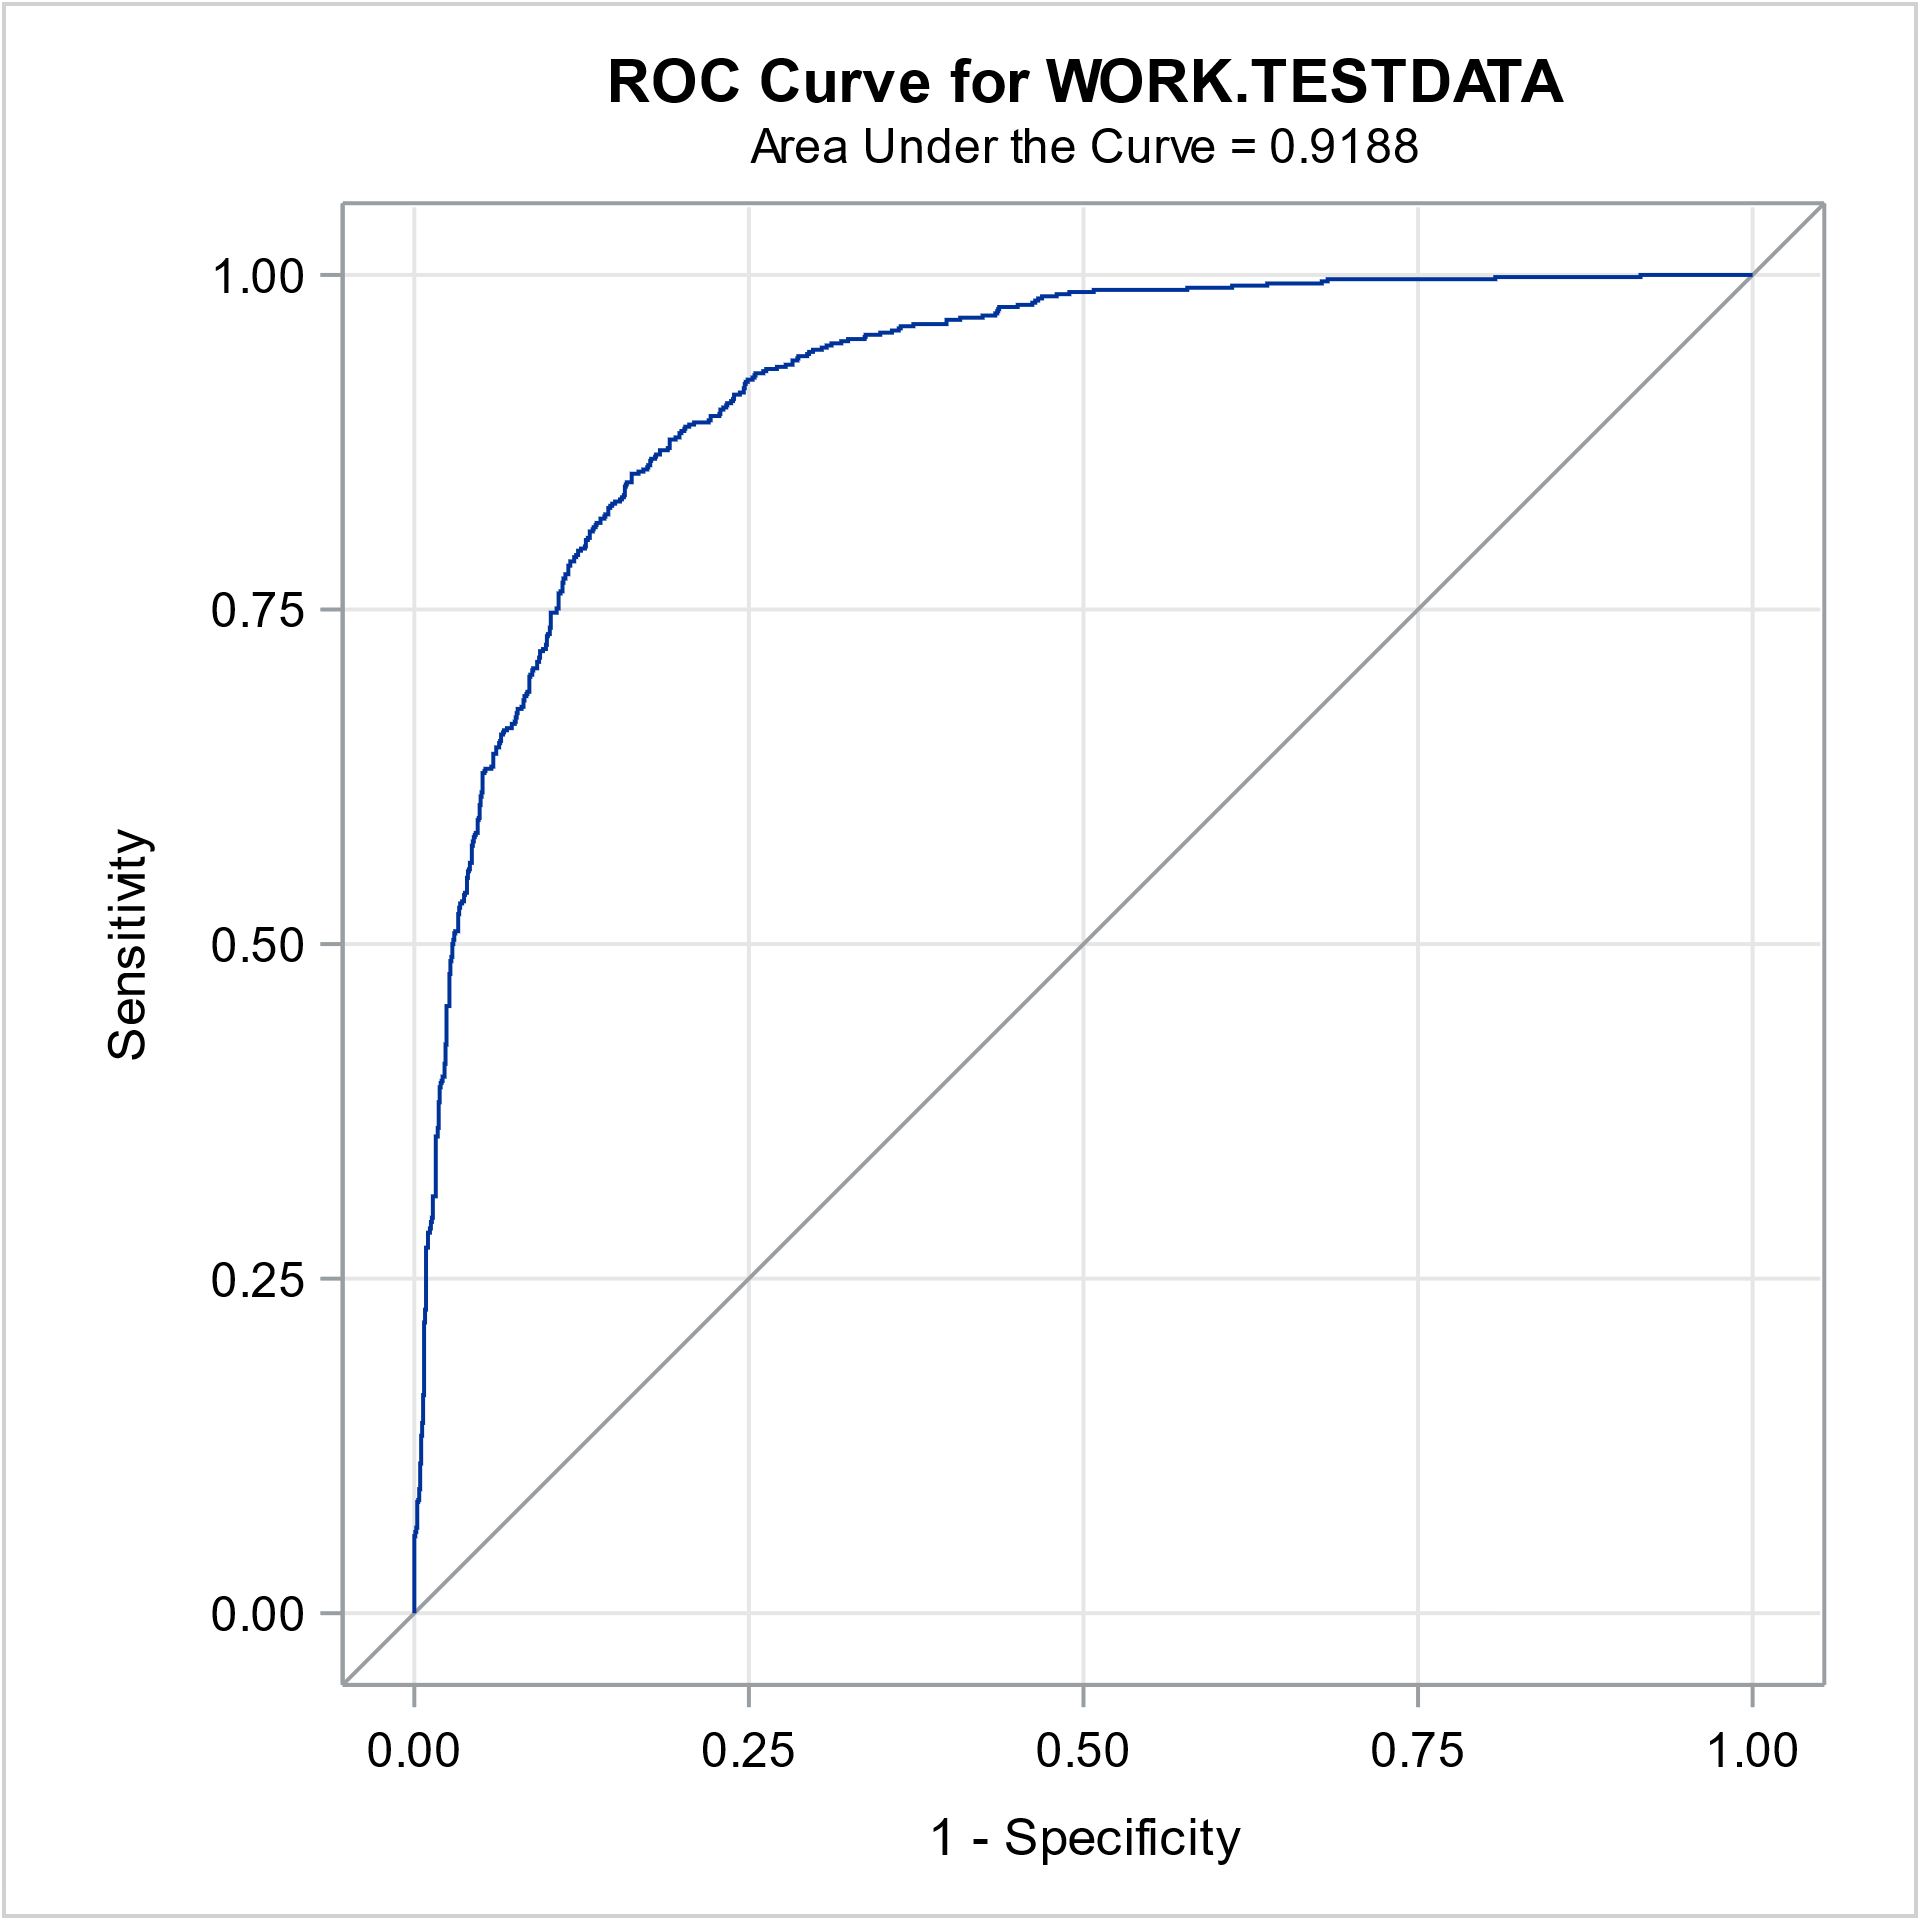 ROC Curve for WORK.TESTDATA
Area Under the Curve = 0.9188
Sensitivity
1.00
0.75
0.50
0.25
0.00
0.00 0.25 0.50 0.75 1.00
1 - Specificity